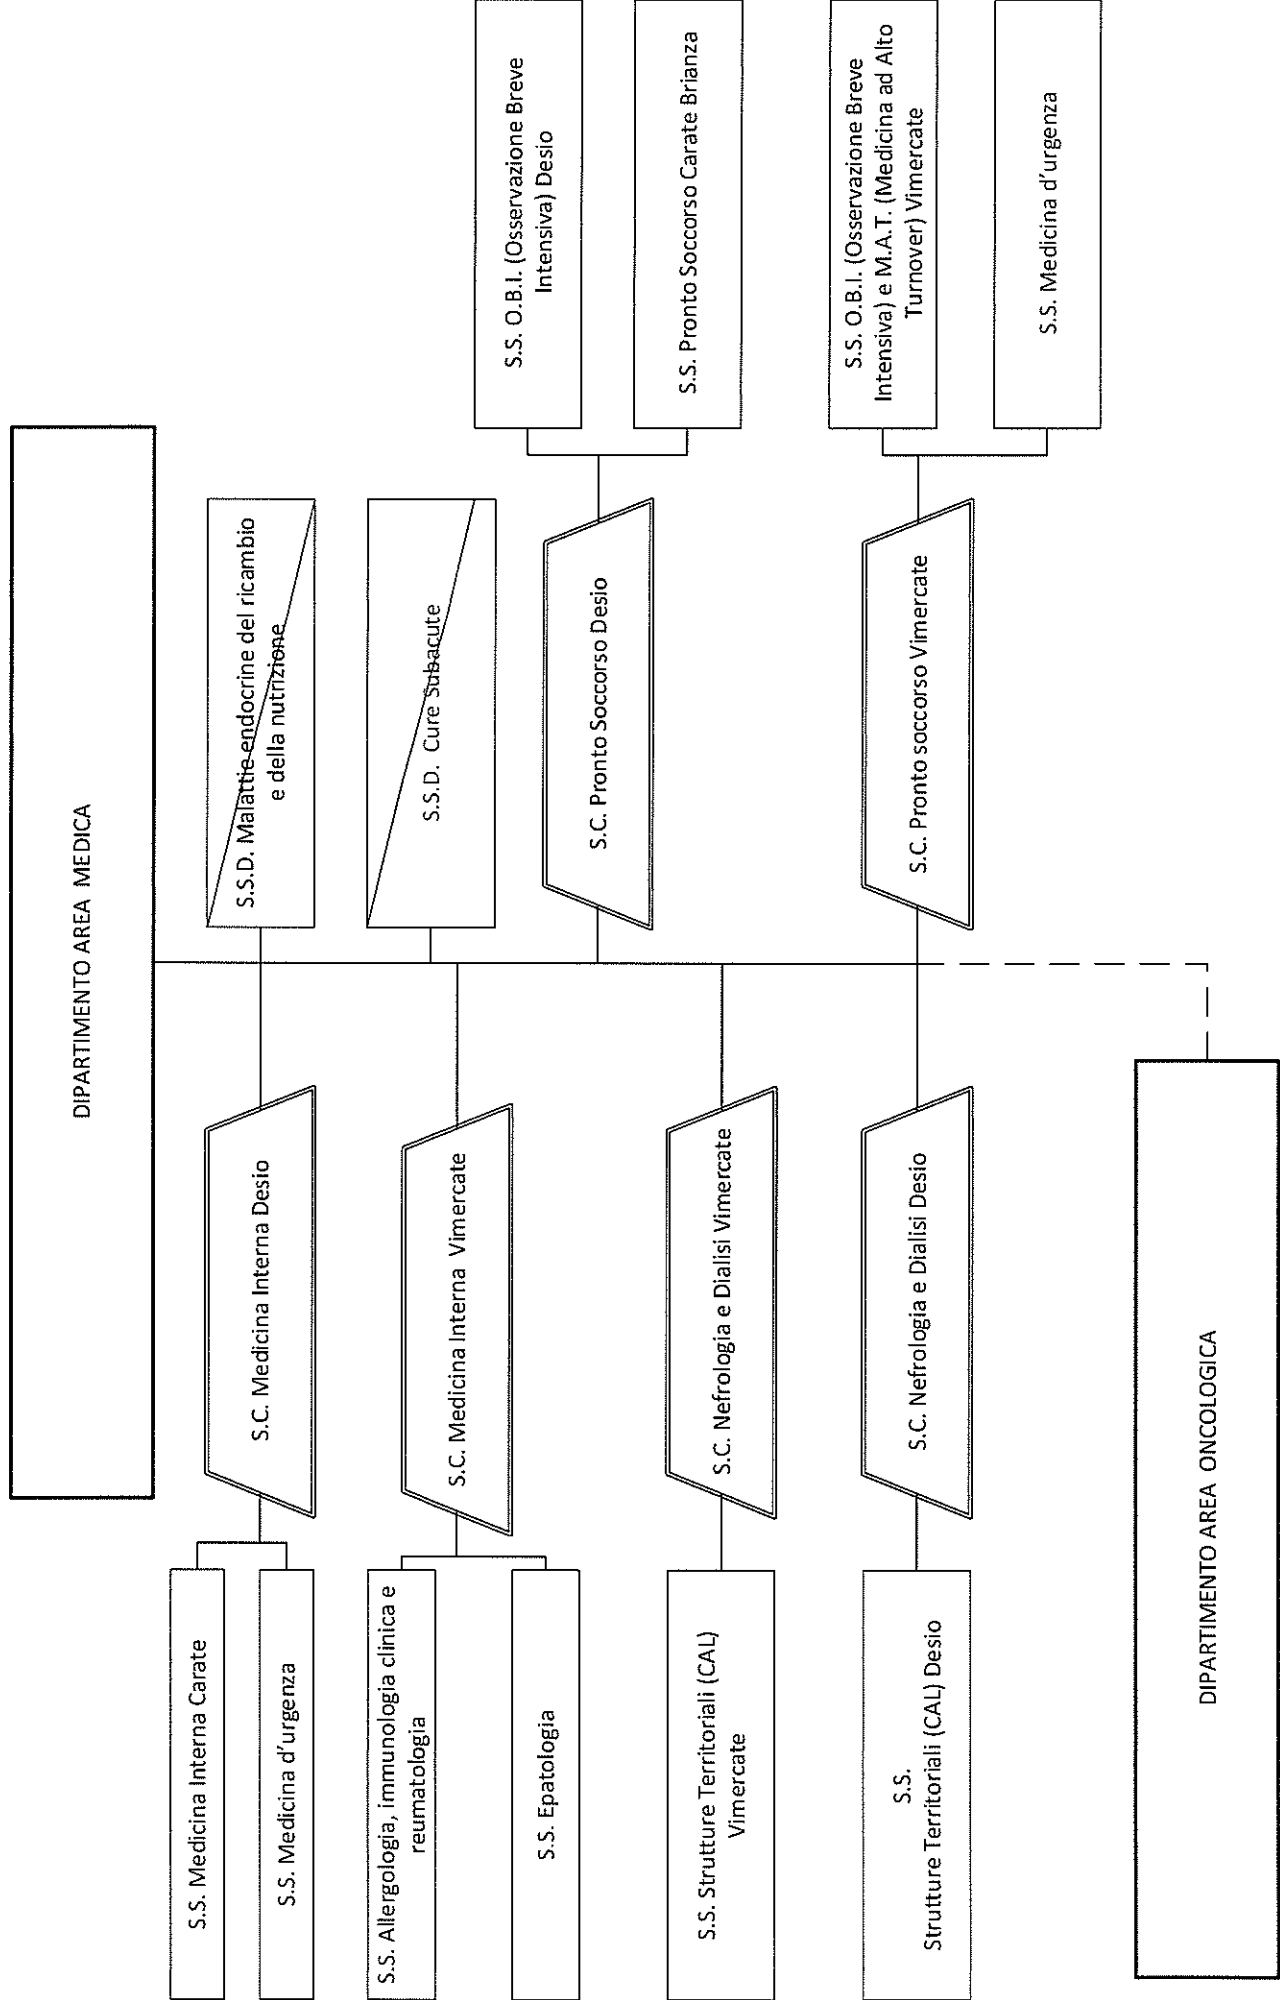 DIPARTIMENTO AREA MEDICA
S.S. Medicina Interna Carate
S.S. Medicina d'urgenza
S.C. Medicina Interna Desio
S.S.D. Malattie endocrine del ricambio
e della nutrizione
S.S. Allergologia, immunologia clinica e
reumatologia
S.S. Epatologia
S.C. Medicina Interna Vimercate
S.S.D. Cure Subacute
S.C. Pronto Soccorso Desio
S.S. O.B.I. (Osservazione Breve
Intensiva) Desio
S.S. Pronto Soccorso Carate Brianza
S.S. Strutture Territoriali (CAL)
Vimercate
S.C. Nefrologia e Dialisi Vimercate
S.S.
Strutture Territoriali (CAL) Desio
S.C. Nefrologia e Dialisi Desio
S.C. Pronto soccorso Vimercate
S.S. O.B.I. (Osservazione Breve
Intensiva) e M.A.T. (Medicina ad Alto
Turnover) Vimercate
S.S. Medicina d'urgenza
DIPARTIMENTO AREA ONCOLOGICA